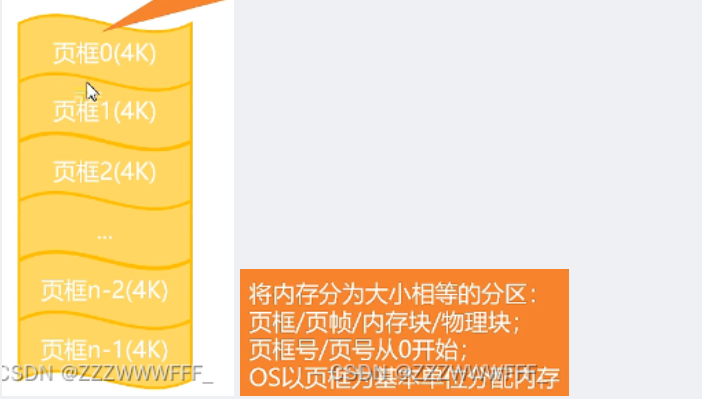 页框0(4K)
页框1(4K)
页框2(4K)
...
页框n-2(4K)
页框n-1(4K)
CSDN @ZZZWWWFFF_
将内存分为大小相等的分区：
页框/页帧/内存块/物理块；
页框号/页号从0开始；
OS以页框为基本单位分配内存
CSDN @ZZZWWWFFF_